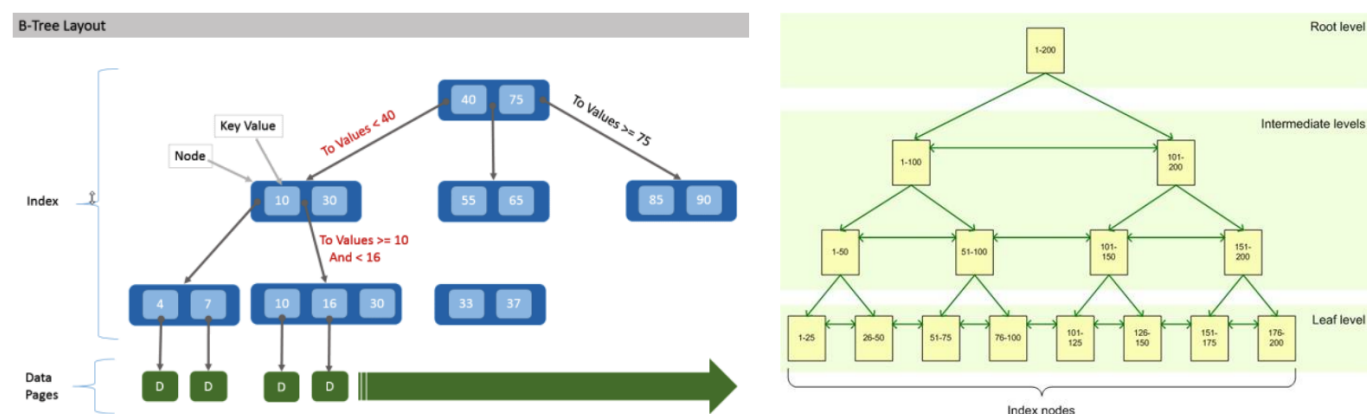 B-Tree Layout
40 75
To Values < 40
To Values >= 75
Key Value
Node
10 30
55 65
85 90
Index
To Values >= 10
And < 16
4 7
10 16 30
33 37
Data
Pages
D D D D
Root level
1-200
Intermediate levels
1-100
101-
200
1-50
51-100
101-
150
151-
200
Leaf level
1-25
26-50
51-75
76-100
101-
125
126-
150
151-
175
176-
200
Index nodes